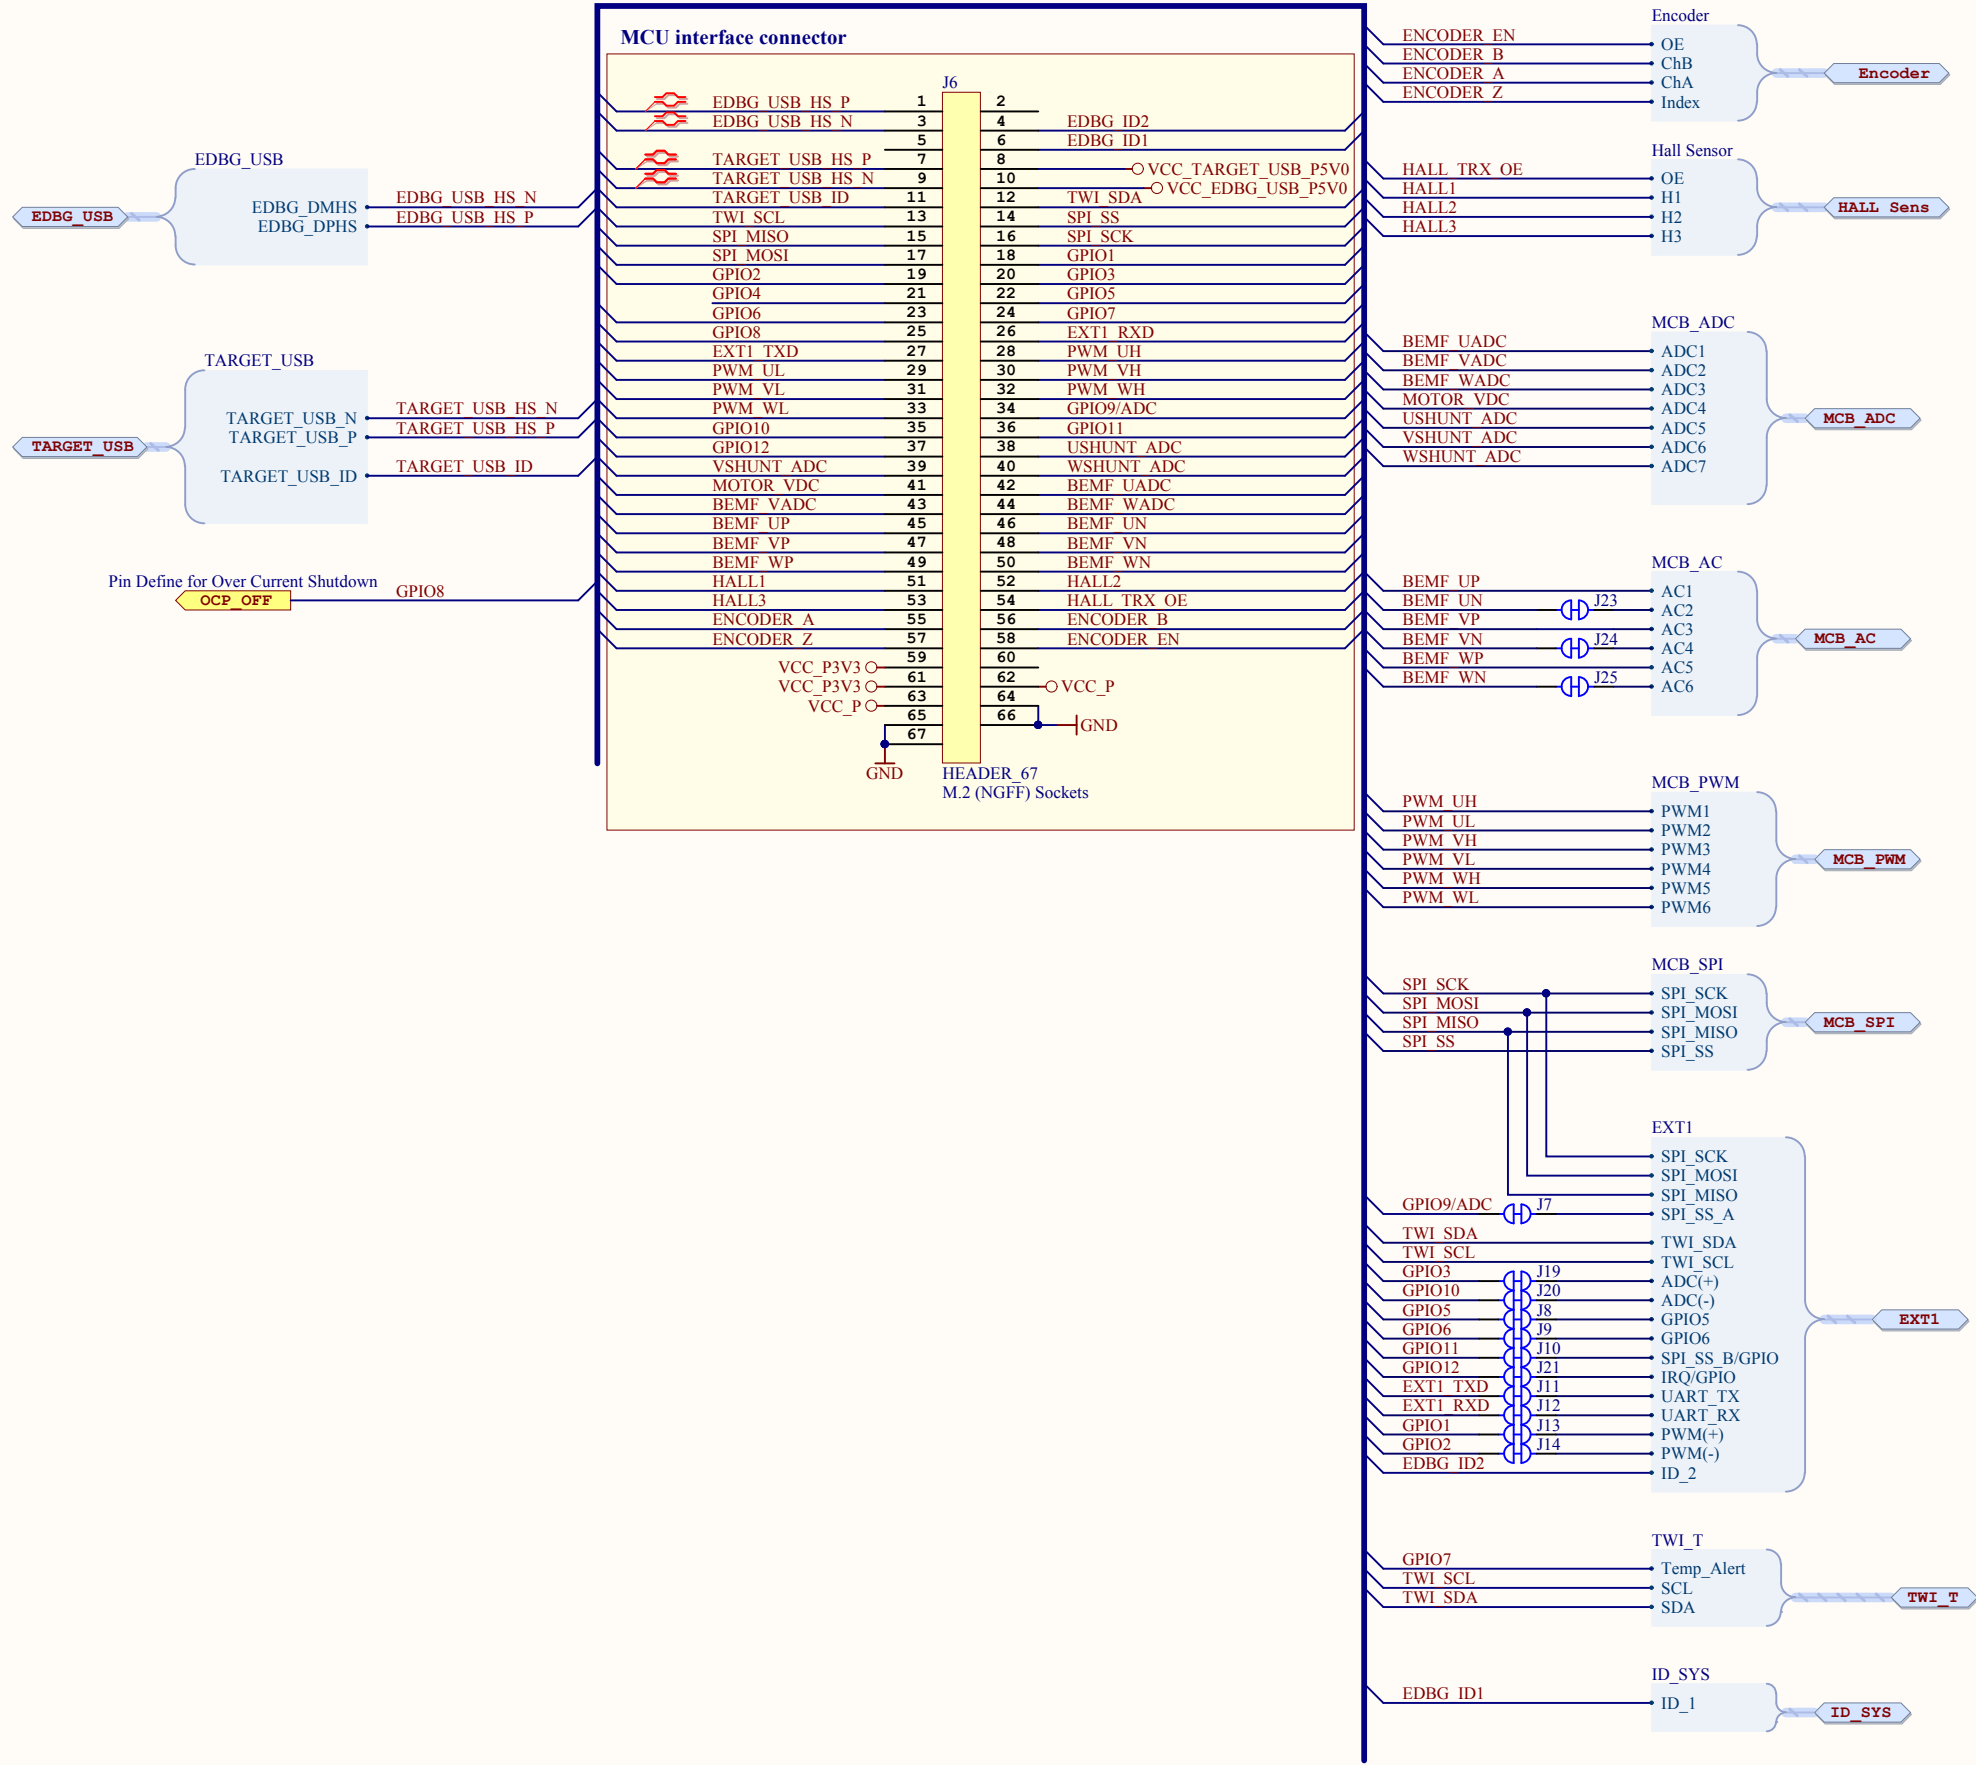 MCU interface connector
J6
EDBG_USB_HS_P 1 2
EDBG_USB_HS_N 3 4 EDBG_ID2
5 6 EDBG_ID1
TARGET_USB_HS_P 7 8 VCC_TARGET_USB_P5V0
TARGET_USB_HS_N 9 10 VCC_EDBG_USB_P5V0
TARGET_USB_ID 11 12 TWI_SDA
TWI_SCL 13 14 SPI_SS
SPI_MISO 15 16 SPI_SCK
SPI_MOSI 17 18 GPIO1
GPIO2 19 20 GPIO3
GPIO4 21 22 GPIO5
GPIO6 23 24 GPIO7
GPIO8 25 26 EXT1_RXD
EXT1_TXD 27 28 PWM_UH
PWM_UL 29 30 PWM_VH
PWM_VL 31 32 PWM_WH
PWM_WL 33 34 GPIO9/ADC
GPIO10 35 36 GPIO11
GPIO12 37 38 USHUNT_ADC
VSHUNT_ADC 39 40 WSHUNT_ADC
MOTOR_VDC 41 42 BEMF_UADC
BEMF_VADC 43 44 BEMF_WADC
BEMF_UP 45 46 BEMF_UN
BEMF_VP 47 48 BEMF_VN
BEMF_WP 49 50 BEMF_WN
HALL1 51 52 HALL2
HALL3 53 54 HALL_TRX_OE
ENCODER_A 55 56 ENCODER_B
ENCODER_Z 57 58 ENCODER_EN
VCC_P3V3 59 60
VCC_P3V3 61 62 VCC_P
VCC_P 63 64
65 66 GND
67
GND
HEADER_67
M.2 (NGFF) Sockets
EDBG_USB
EDBG_DMHS EDBG_USB_HS_N
EDBG_DPHS EDBG_USB_HS_P
EDBG_USB
TARGET_USB
TARGET_USB_N TARGET_USB_HS_N
TARGET_USB_P TARGET_USB_HS_P
TARGET_USB
TARGET_USB_ID TARGET_USB_ID
Pin Define for Over Current Shutdown
OCP_OFF GPIO8
Encoder
ENCODER_EN OE
ENCODER_B ChB
ENCODER_A ChA
ENCODER_Z Index
Encoder
Hall Sensor
HALL_TRX_OE OE
HALL1 H1
HALL2 H2
HALL3 H3
HALL Sens
MCB_ADC
BEMF_UADC ADC1
BEMF_VADC ADC2
BEMF_WADC ADC3
MOTOR_VDC ADC4
USHUNT_ADC ADC5
VSHUNT_ADC ADC6
WSHUNT_ADC ADC7
MCB_ADC
MCB_AC
BEMF_UP AC1
BEMF_UN J23 AC2
BEMF_VP AC3
BEMF_VN J24 AC4
BEMF_WP AC5
BEMF_WN J25 AC6
MCB_AC
MCB_PWM
PWM_UH PWM1
PWM_UL PWM2
PWM_VH PWM3
PWM_VL PWM4
PWM_WH PWM5
PWM_WL PWM6
MCB_PWM
MCB_SPI
SPI_SCK SPI_SCK
SPI_MOSI SPI_MOSI
SPI_MISO SPI_MISO
SPI_SS SPI_SS
MCB_SPI
EXT1
SPI_SCK
SPI_MOSI
SPI_MISO
GPIO9/ADC J7 SPI_SS_A
TWI_SDA TWI_SDA
TWI_SCL TWI_SCL
GPIO3 J19 ADC(+)
GPIO10 J20 ADC(-)
GPIO5 J8 GPIO5
GPIO6 J9 GPIO6
GPIO11 J10 SPI_SS_B/GPIO
GPIO12 J21 IRQ/GPIO
EXT1_TXD J11 UART_TX
EXT1_RXD J12 UART_RX
GPIO1 J13 PWM(+)
GPIO2 J14 PWM(-)
EDBG_ID2 ID_2
EXT1
TWI_T
GPIO7 Temp_Alert
TWI_SCL SCL
TWI_SDA SDA
TWI_T
ID_SYS
EDBG_ID1 ID_1
ID_SYS